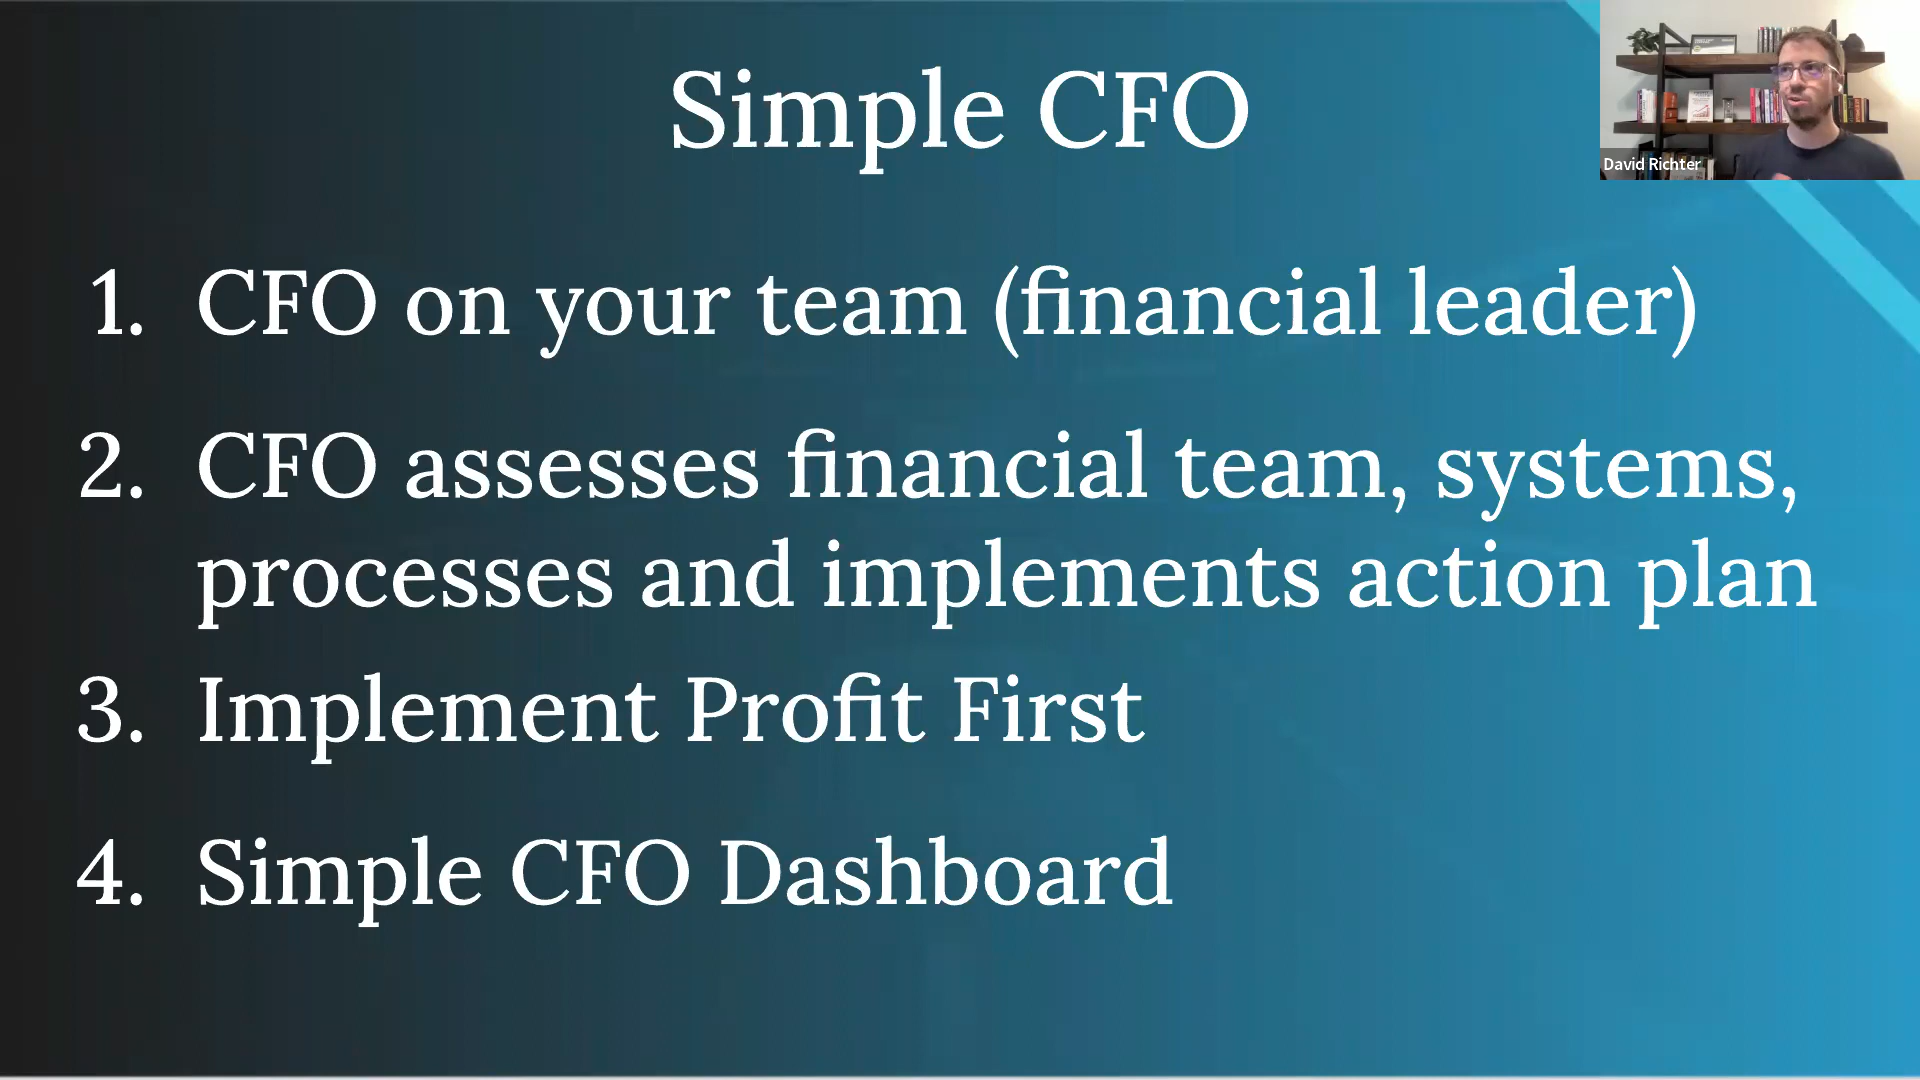 Simple CFO
David Richter
1. CFO on your team (financial leader)
2. CFO assesses financial team, systems,
processes and implements action plan
3. Implement Profit First
4. Simple CFO Dashboard